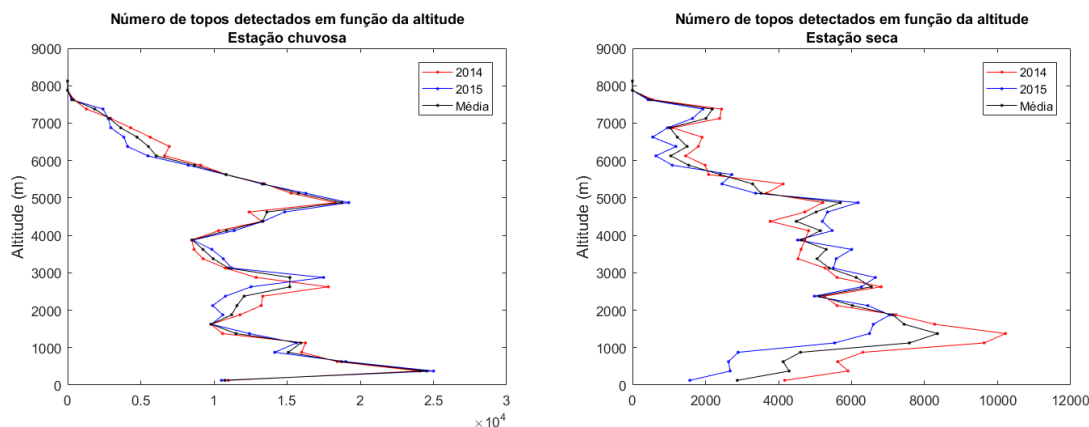 Número de topos detectados em função da altitude
Estação chuvosa
Altitude (m)
9000
8000
7000
6000
5000
4000
3000
2000
1000
0
0 0.5 1 1.5 2 2.5 3
× 10⁴
2014
2015
Média
Número de topos detectados em função da altitude
Estação seca
Altitude (m)
9000
8000
7000
6000
5000
4000
3000
2000
1000
0
0 2000 4000 6000 8000 10000 12000
2014
2015
Média